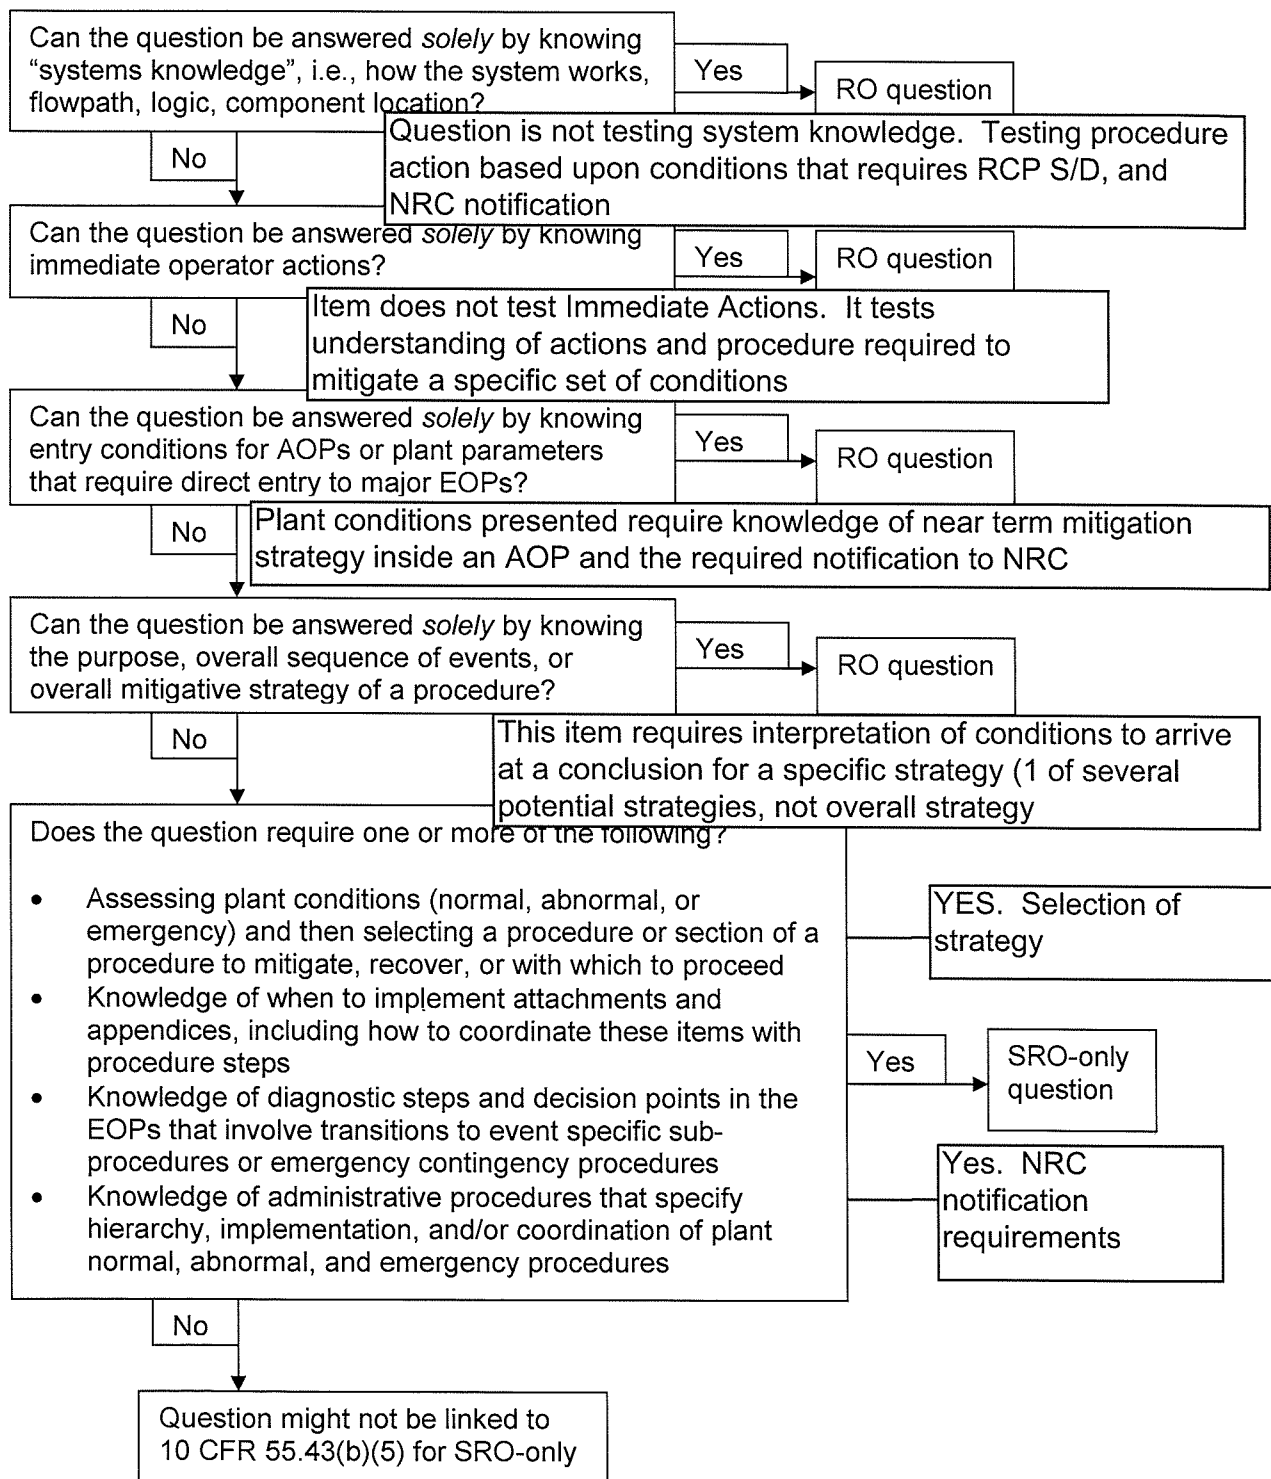 Can the question be answered solely by knowing
"systems knowledge", i.e., how the system works,
flowpath, logic, component location?
Yes
RO question
Question is not testing system knowledge. Testing procedure
action based upon conditions that requires RCP S/D, and
NRC notification
No
Can the question be answered solely by knowing
immediate operator actions?
Yes
RO question
Item does not test Immediate Actions. It tests
understanding of actions and procedure required to
mitigate a specific set of conditions
No
Can the question be answered solely by knowing
entry conditions for AOPs or plant parameters
that require direct entry to major EOPs?
Yes
RO question
No
Plant conditions presented require knowledge of near term mitigation
strategy inside an AOP and the required notification to NRC
Can the question be answered solely by knowing
the purpose, overall sequence of events, or
overall mitigative strategy of a procedure?
Yes
RO question
No
This item requires interpretation of conditions to arrive
at a conclusion for a specific strategy (1 of several
potential strategies, not overall strategy
Does the question require one or more of the following?
• Assessing plant conditions (normal, abnormal, or
emergency) and then selecting a procedure or section of a
procedure to mitigate, recover, or with which to proceed
• Knowledge of when to implement attachments and
appendices, including how to coordinate these items with
procedure steps
• Knowledge of diagnostic steps and decision points in the
EOPs that involve transitions to event specific sub-
procedures or emergency contingency procedures
• Knowledge of administrative procedures that specify
hierarchy, implementation, and/or coordination of plant
normal, abnormal, and emergency procedures
YES. Selection of
strategy
Yes
SRO-only
question
Yes. NRC
notification
requirements
No
Question might not be linked to
10 CFR 55.43(b)(5) for SRO-only